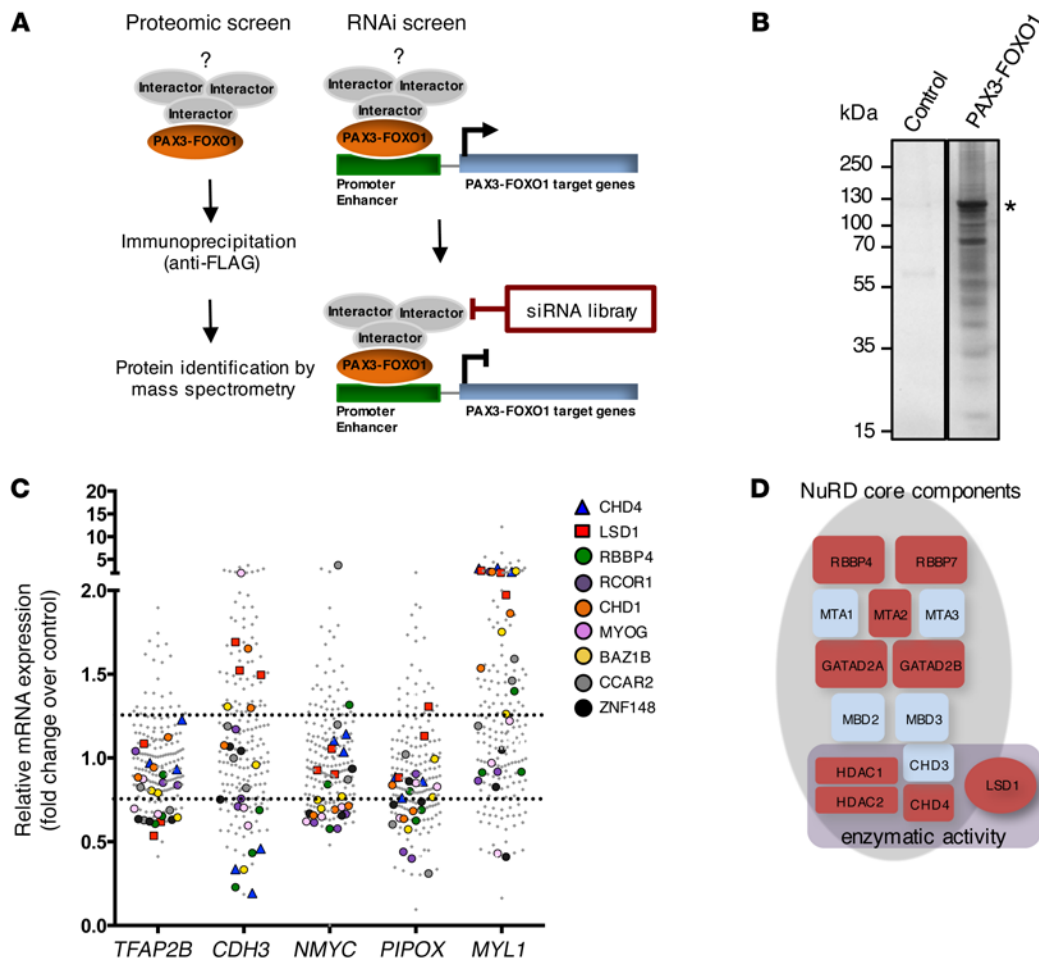 A
Proteomic screen
?
Interactor
Interactor
Interactor
PAX3-FOXO1
Immunoprecipitation
(anti-FLAG)
Protein identification by
mass spectrometry
RNAi screen
?
Interactor
Interactor
Interactor
PAX3-FOXO1
Promoter
Enhancer
PAX3-FOXO1 target genes
Interactor
Interactor
Interactor
siRNA library
PAX3-FOXO1
Promoter
Enhancer
PAX3-FOXO1 target genes
B
kDa
Control
PAX3-FOXO1
250
130
100
70
55
35
15
*
C
Relative mRNA expression
(fold change over control)
20
15
10
5
2.0
1.5
1.0
0.5
0.0
TFAP2B
CDH3
NMYC
PIPOX
MYL1
CHD4
LSD1
RBBP4
RCOR1
CHD1
MYOG
BAZ1B
CCAR2
ZNF148
D
NuRD core components
RBBP4
RBBP7
MTA1
MTA2
MTA3
GATAD2A
GATAD2B
MBD2
MBD3
CHD3
HDAC1
HDAC2
CHD4
LSD1
enzymatic activity